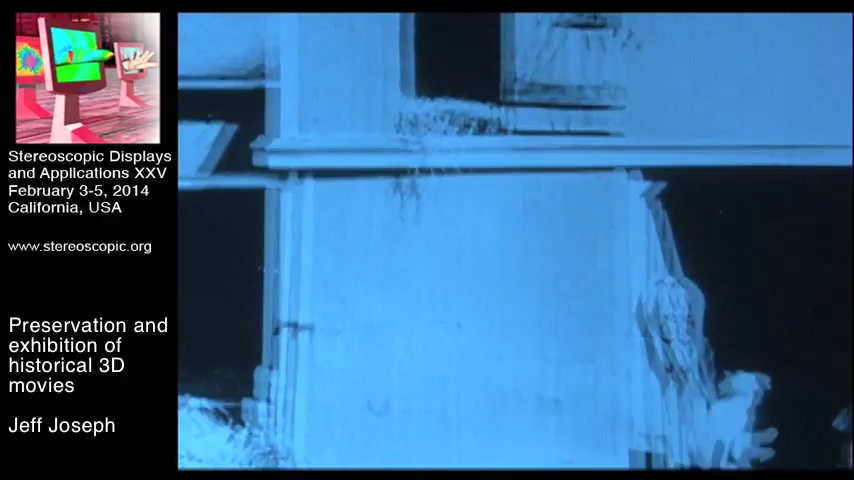 Stereoscopic Displays
and Applications XXV
February 3-5, 2014
California, USA
www.stereoscopic.org
Preservation and
exhibition of
historical 3D
movies
Jeff Joseph